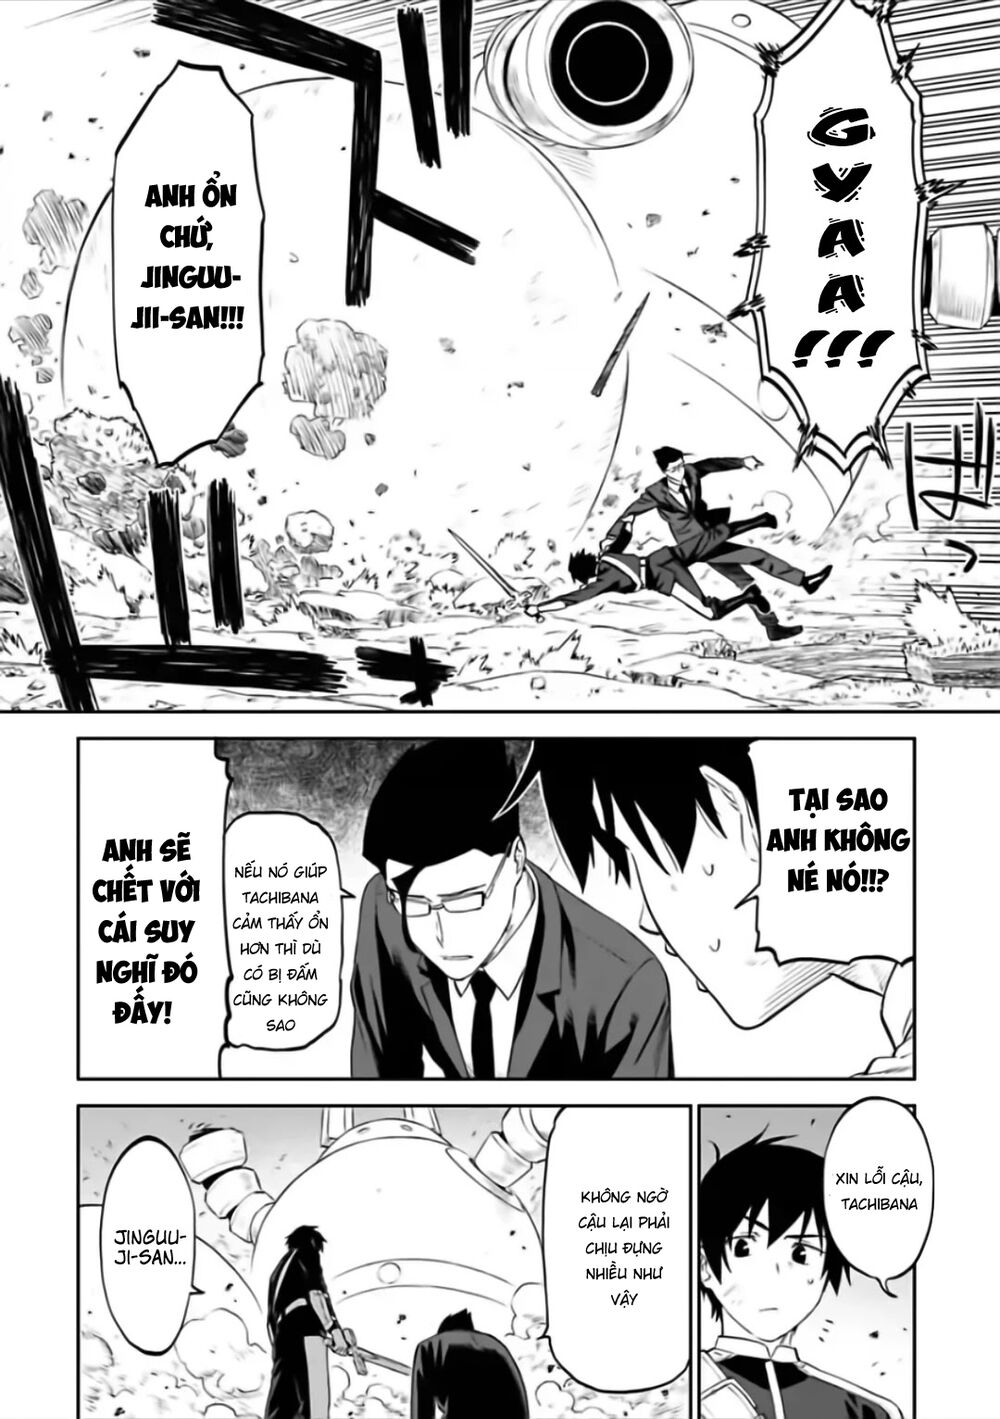 GYAA!!!
ANH ỔN
CHỨ,
JINGUU-
JII-SAN!!!
TẠI SAO
ANH KHÔNG
NÉ NÓ!!?
NẾU NÓ GIÚP
TACHIBANA
CẢM THẤY ỔN
HƠN THÌ DÙ
CÓ BỊ ĐẤM
CŨNG KHÔNG
SAO
ANH SẼ
CHẾT VỚI
CÁI SUY
NGHĨ ĐÓ
ĐẤY!
XIN LỖI CẬU,
TACHIBANA
KHÔNG NGỜ
CẬU LẠI PHẢI
CHỊU ĐỰNG
NHIỀU NHƯ
VẬY
JINGUU-
JI-SAN...